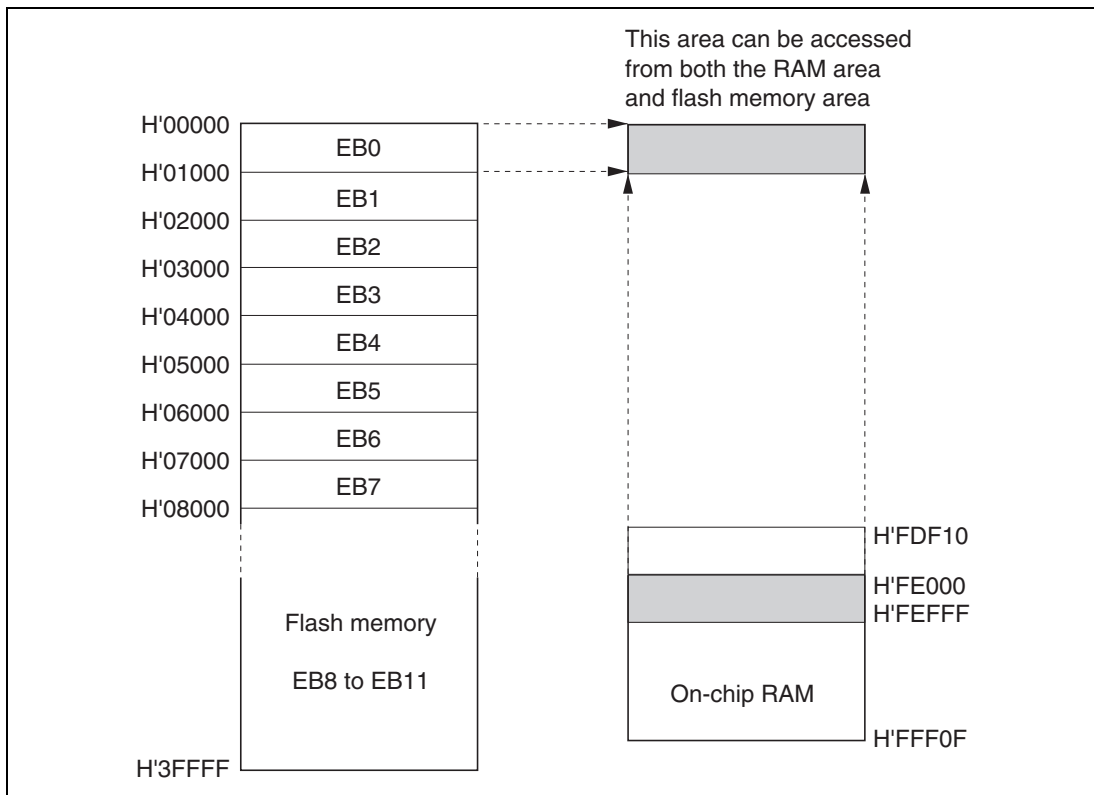 This area can be accessed
from both the RAM area
and flash memory area
H'00000
EB0
H'01000
EB1
H'02000
EB2
H'03000
EB3
H'04000
EB4
H'05000
EB5
H'06000
EB6
H'07000
EB7
H'08000
H'FDF10
H'FE000
H'FEFFF
Flash memory
EB8 to EB11
On-chip RAM
H'FFF0F
H'3FFFF